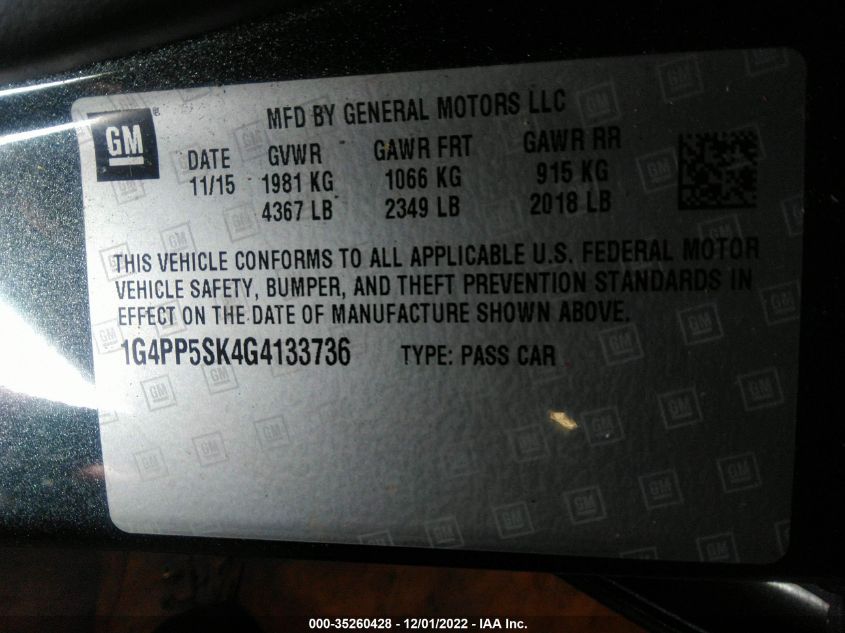 GM
MFD BY GENERAL MOTORS LLC
DATE GVWR GAWR FRT GAWR RR
11/15 1981 KG 1066 KG 915 KG
4367 LB 2349 LB 2018 LB
THIS VEHICLE CONFORMS TO ALL APPLICABLE U.S. FEDERAL MOTOR
VEHICLE SAFETY, BUMPER, AND THEFT PREVENTION STANDARDS IN
EFFECT ON THE DATE OF MANUFACTURE SHOWN ABOVE.
1G4PP5SK4G4133736 TYPE: PASS CAR
000-35260428 - 12/01/2022 - IAA Inc.